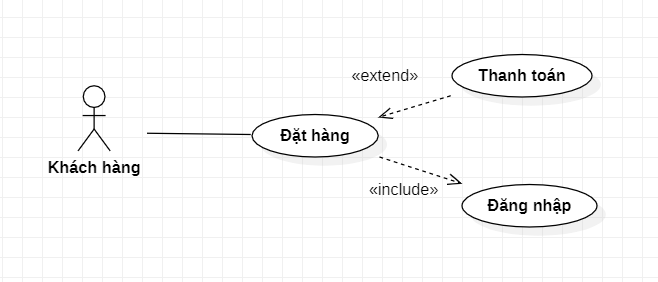 «extend»
Thanh toán
Đặt hàng
Khách hàng
«include»
Đăng nhập